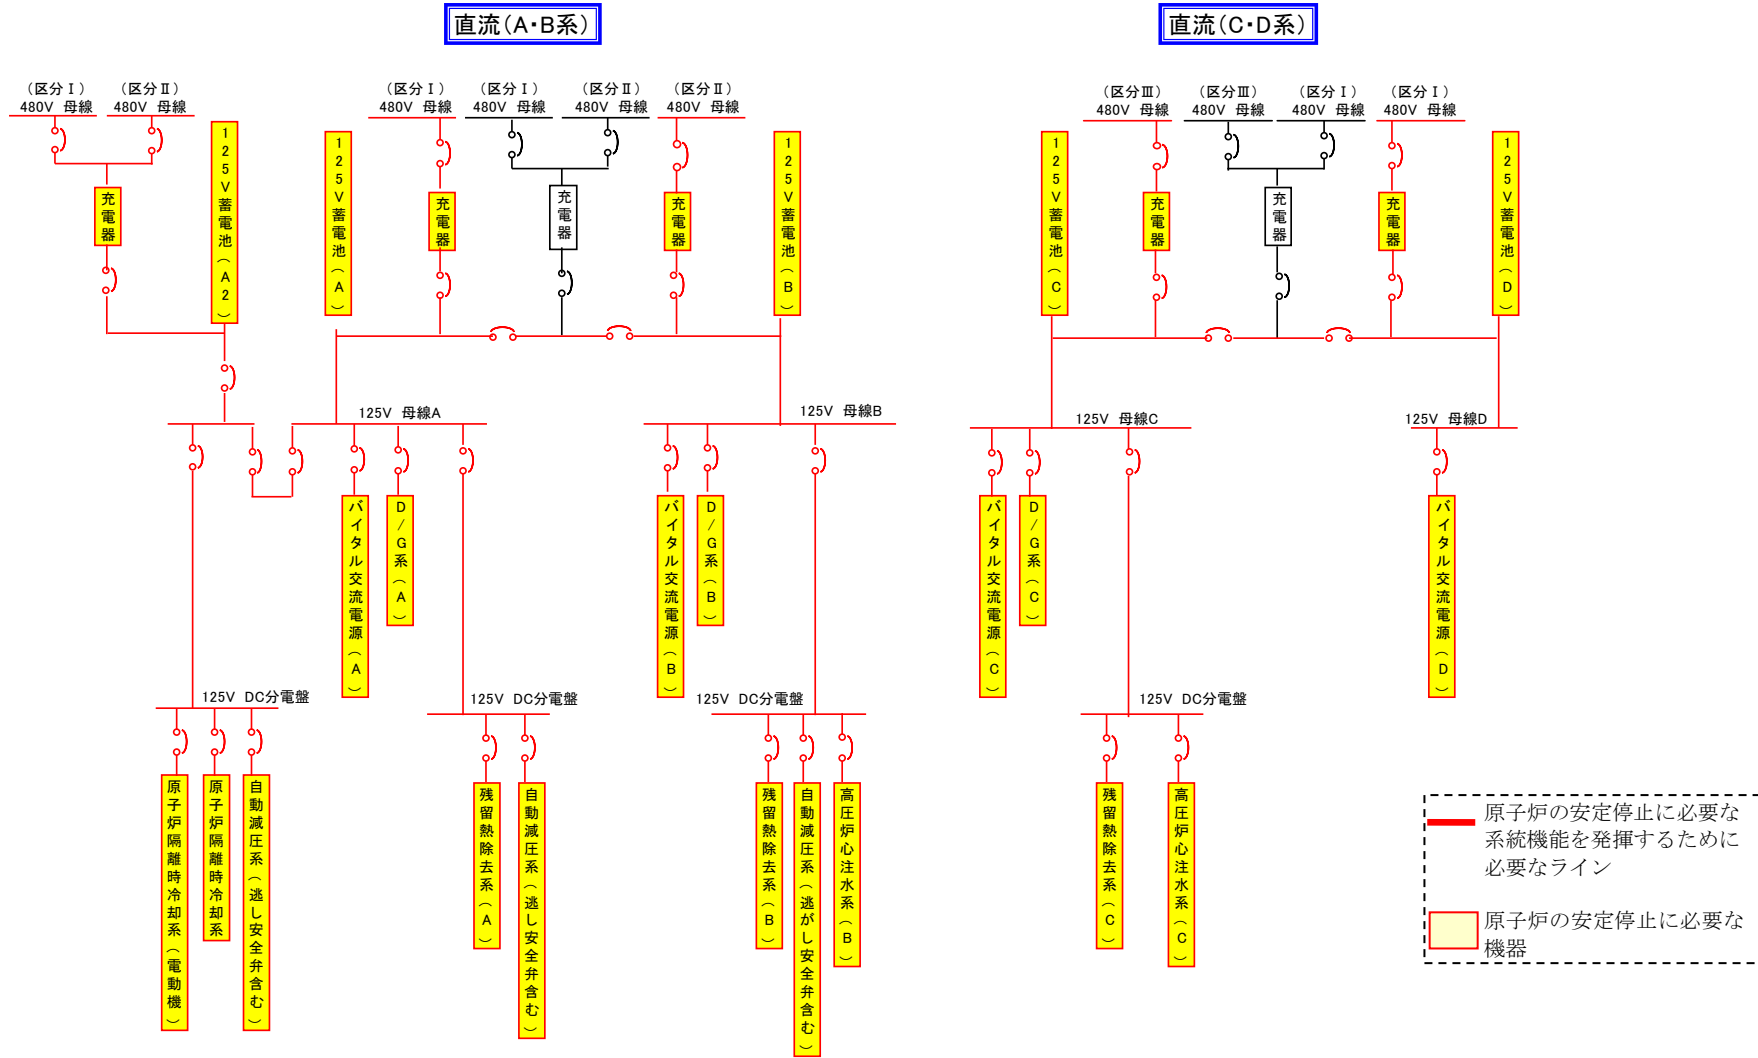 直流(A・B系)
直流(C・D系)
(区分Ⅰ)
480V 母線
(区分Ⅱ)
480V 母線
(区分Ⅰ)
480V 母線
(区分Ⅰ)
480V 母線
(区分Ⅱ)
480V 母線
(区分Ⅱ)
480V 母線
(区分Ⅲ)
480V 母線
(区分Ⅲ)
480V 母線
(区分Ⅰ)
480V 母線
(区分Ⅰ)
480V 母線
125V蓄電池(A2)
125V蓄電池(A)
125V蓄電池(B)
125V蓄電池(C)
125V蓄電池(D)
充電器
充電器
充電器
充電器
充電器
充電器
充電器
125V 母線A
125V 母線B
125V 母線C
125V 母線D
バイタル交流電源(A)
D/G系(A)
バイタル交流電源(B)
D/G系(B)
バイタル交流電源(C)
D/G系(C)
バイタル交流電源(D)
125V DC分電盤
125V DC分電盤
125V DC分電盤
125V DC分電盤
原子炉隔離時冷却系(電動機)
原子炉隔離時冷却系
自動減圧系(逃し安全弁含む)
残留熱除去系(A)
自動減圧系(逃し安全弁含む)
残留熱除去系(B)
自動減圧系(逃がし安全弁含む)
高圧炉心注水系(B)
残留熱除去系(C)
高圧炉心注水系(C)
原子炉の安定停止に必要な
系統機能を発揮するために
必要なライン
原子炉の安定停止に必要な
機器